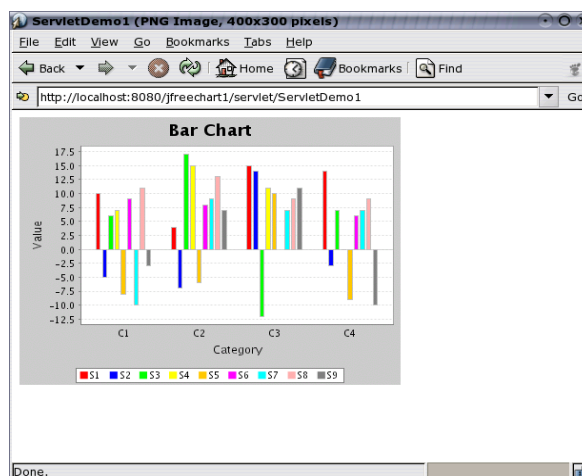 ServletDemo1 (PNG Image, 400x300 pixels)
File Edit View Go Bookmarks Tabs Help
Back Home Bookmarks Find
http://localhost:8080/jfreechart1/servlet/ServletDemo1 Go
Bar Chart
17.5
15.0
12.5
10.0
7.5
5.0
2.5
0.0
-2.5
-5.0
-7.5
-10.0
-12.5
Value
C1 C2 C3 C4
Category
S1 S2 S3 S4 S5 S6 S7 S8 S9
Done.